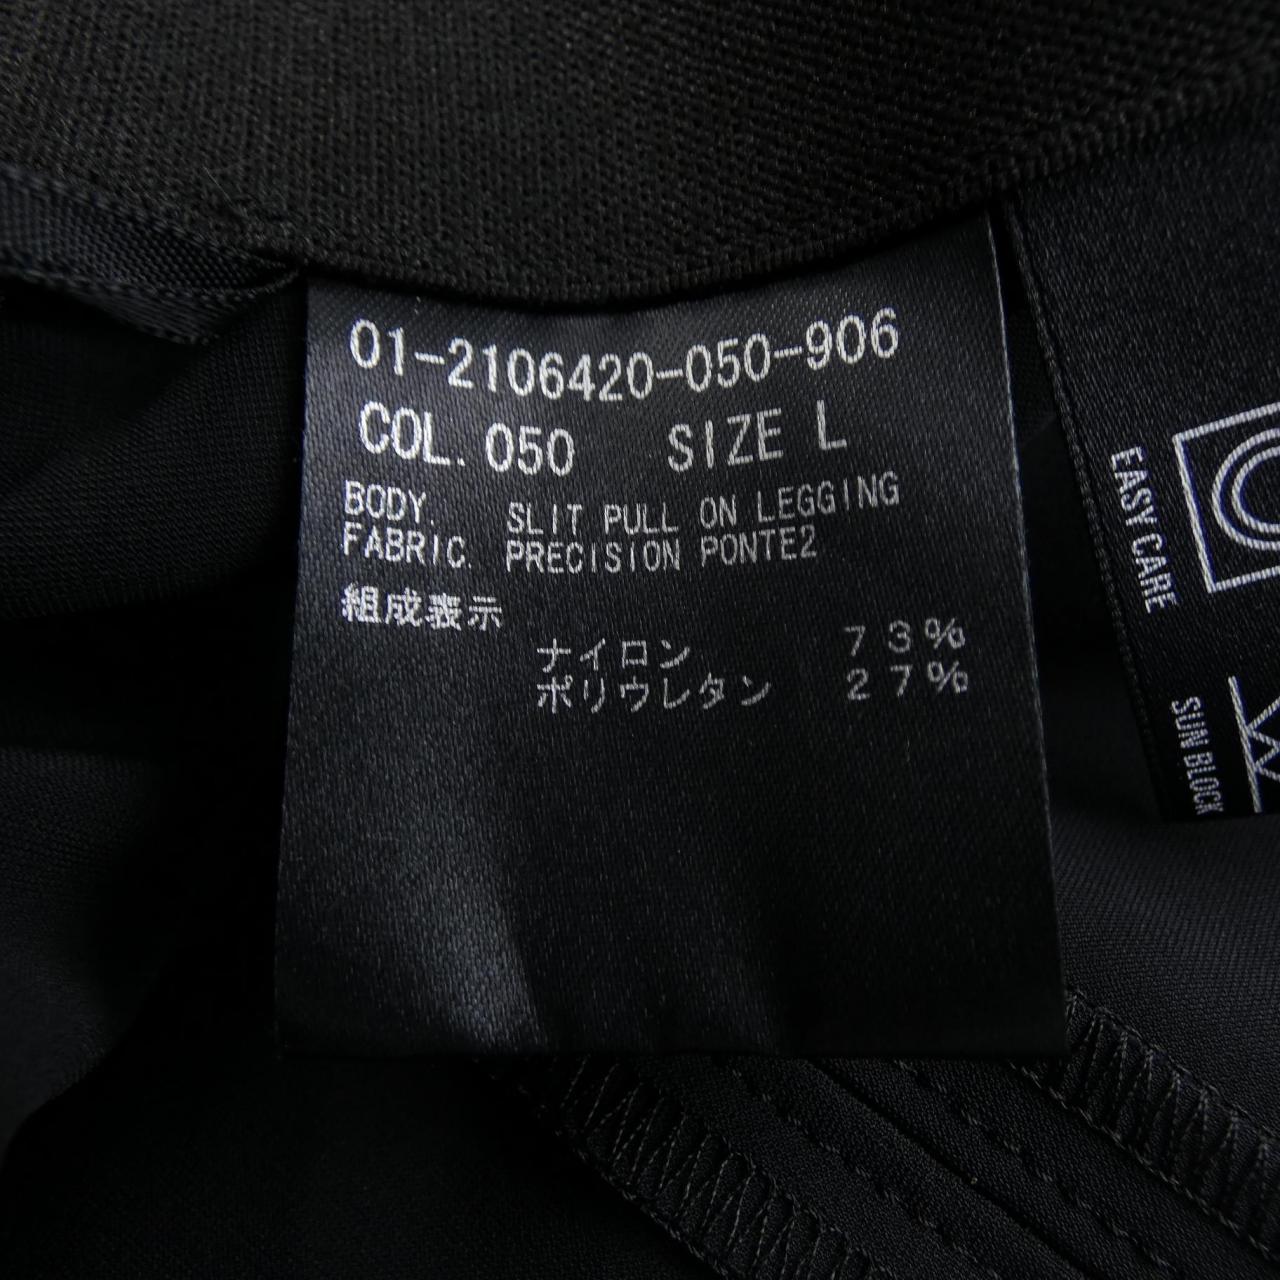 01-2106420-050-906
COL. 050 SIZE L
BODY. SLIT PULL ON LEGGING
FABRIC. PRECISION PONTE2
組成表示
ナイロン 73%
ポリウレタン 27%
EASY CARE
SUN BLOCK